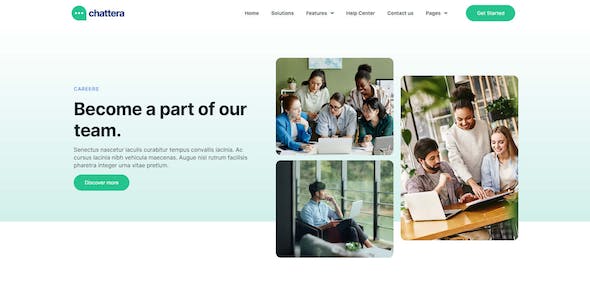 chattera
Home Solutions Features Help Center Contact us Pages Get Started
CAREERS
Become a part of our
team.
Senectus nascetur iaculis curabitur tempus convallis lacinia. Ac
cursus lacinia nibh vehicula maecenas. Augue nisl rutrum facilisis
pharetra integer urna vitae pretium.
Discover more